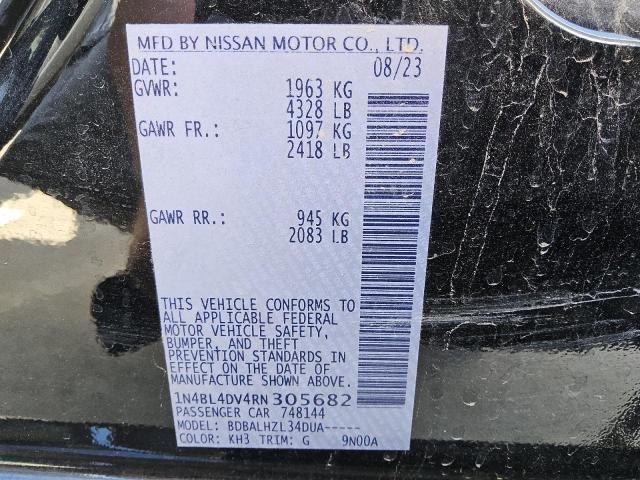 MFD BY NISSAN MOTOR CO., LTD.
DATE: 08/23
GVWR: 1963 KG
4328 LB
GAWR FR.: 1097 KG
2418 LB
GAWR RR.: 945 KG
2083 LB
THIS VEHICLE CONFORMS TO
ALL APPLICABLE FEDERAL
MOTOR VEHICLE SAFETY,
BUMPER, AND THEFT
PREVENTION STANDARDS IN
EFFECT ON THE DATE OF
MANUFACTURE SHOWN ABOVE.
1N4BL4DV4RN305682
PASSENGER CAR 748144
MODEL: BDBALHZL34DUA-----
COLOR: KH3 TRIM: G 9N00A